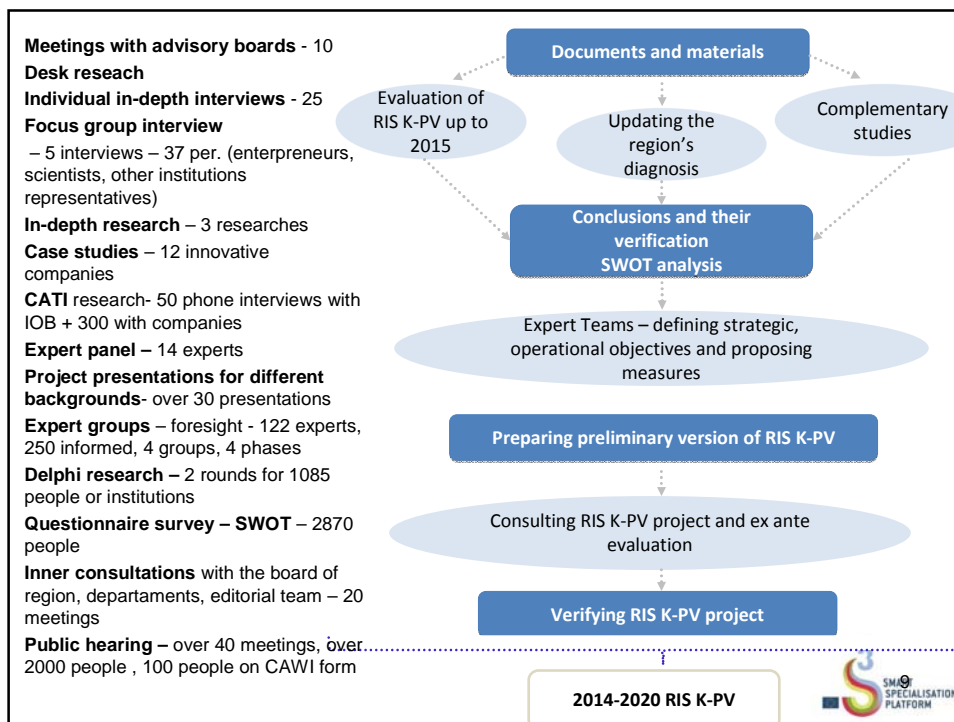 Meetings with advisory boards - 10
Desk reseach
Individual in-depth interviews - 25
Focus group interview
– 5 interviews – 37 per. (enterpreneurs,
scientists, other institutions
representatives)
In-depth research – 3 researches
Case studies – 12 innovative
companies
CATI research- 50 phone interviews with
IOB + 300 with companies
Expert panel – 14 experts
Project presentations for different
backgrounds- over 30 presentations
Expert groups – foresight - 122 experts,
250 informed, 4 groups, 4 phases
Delphi research – 2 rounds for 1085
people or institutions
Questionnaire survey – SWOT – 2870
people
Inner consultations with the board of
region, departaments, editorial team – 20
meetings
Public hearing – over 40 meetings, over
2000 people , 100 people on CAWI form
Documents and materials
Evaluation of
RIS K-PV up to
2015
Updating the
region's
diagnosis
Complementary
studies
Conclusions and their
verification
SWOT analysis
Expert Teams – defining strategic,
operational objectives and proposing
measures
Preparing preliminary version of RIS K-PV
Consulting RIS K-PV project and ex ante
evaluation
Verifying RIS K-PV project
2014-2020 RIS K-PV
S3
9
SMART
SPECIALISATION
PLATFORM